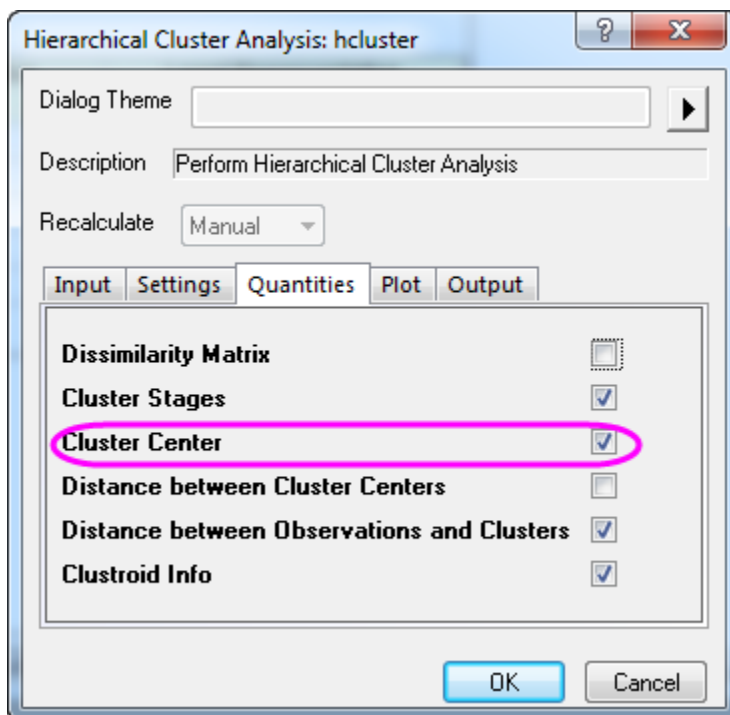 Hierarchical Cluster Analysis: hcluster
Dialog Theme
Description Perform Hierarchical Cluster Analysis
Recalculate Manual
Input Settings Quantities Plot Output
Dissimilarity Matrix
Cluster Stages
Cluster Center
Distance between Cluster Centers
Distance between Observations and Clusters
Clustroid Info
OK Cancel